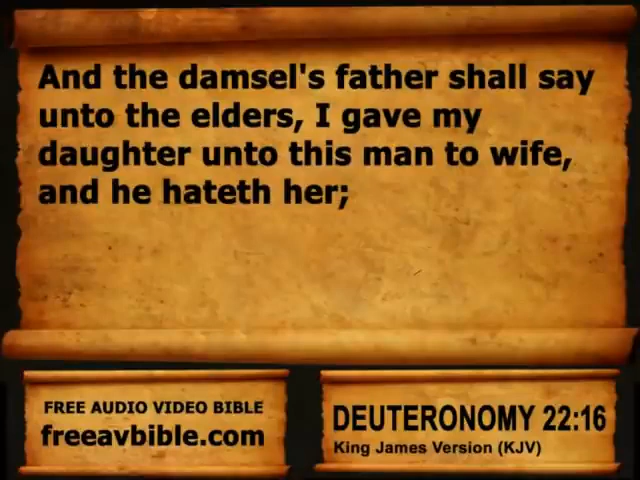 And the damsel's father shall say
unto the elders, I gave my
daughter unto this man to wife,
and he hateth her;
FREE AUDIO VIDEO BIBLE
freeavbible.com
DEUTERONOMY 22:16
King James Version (KJV)